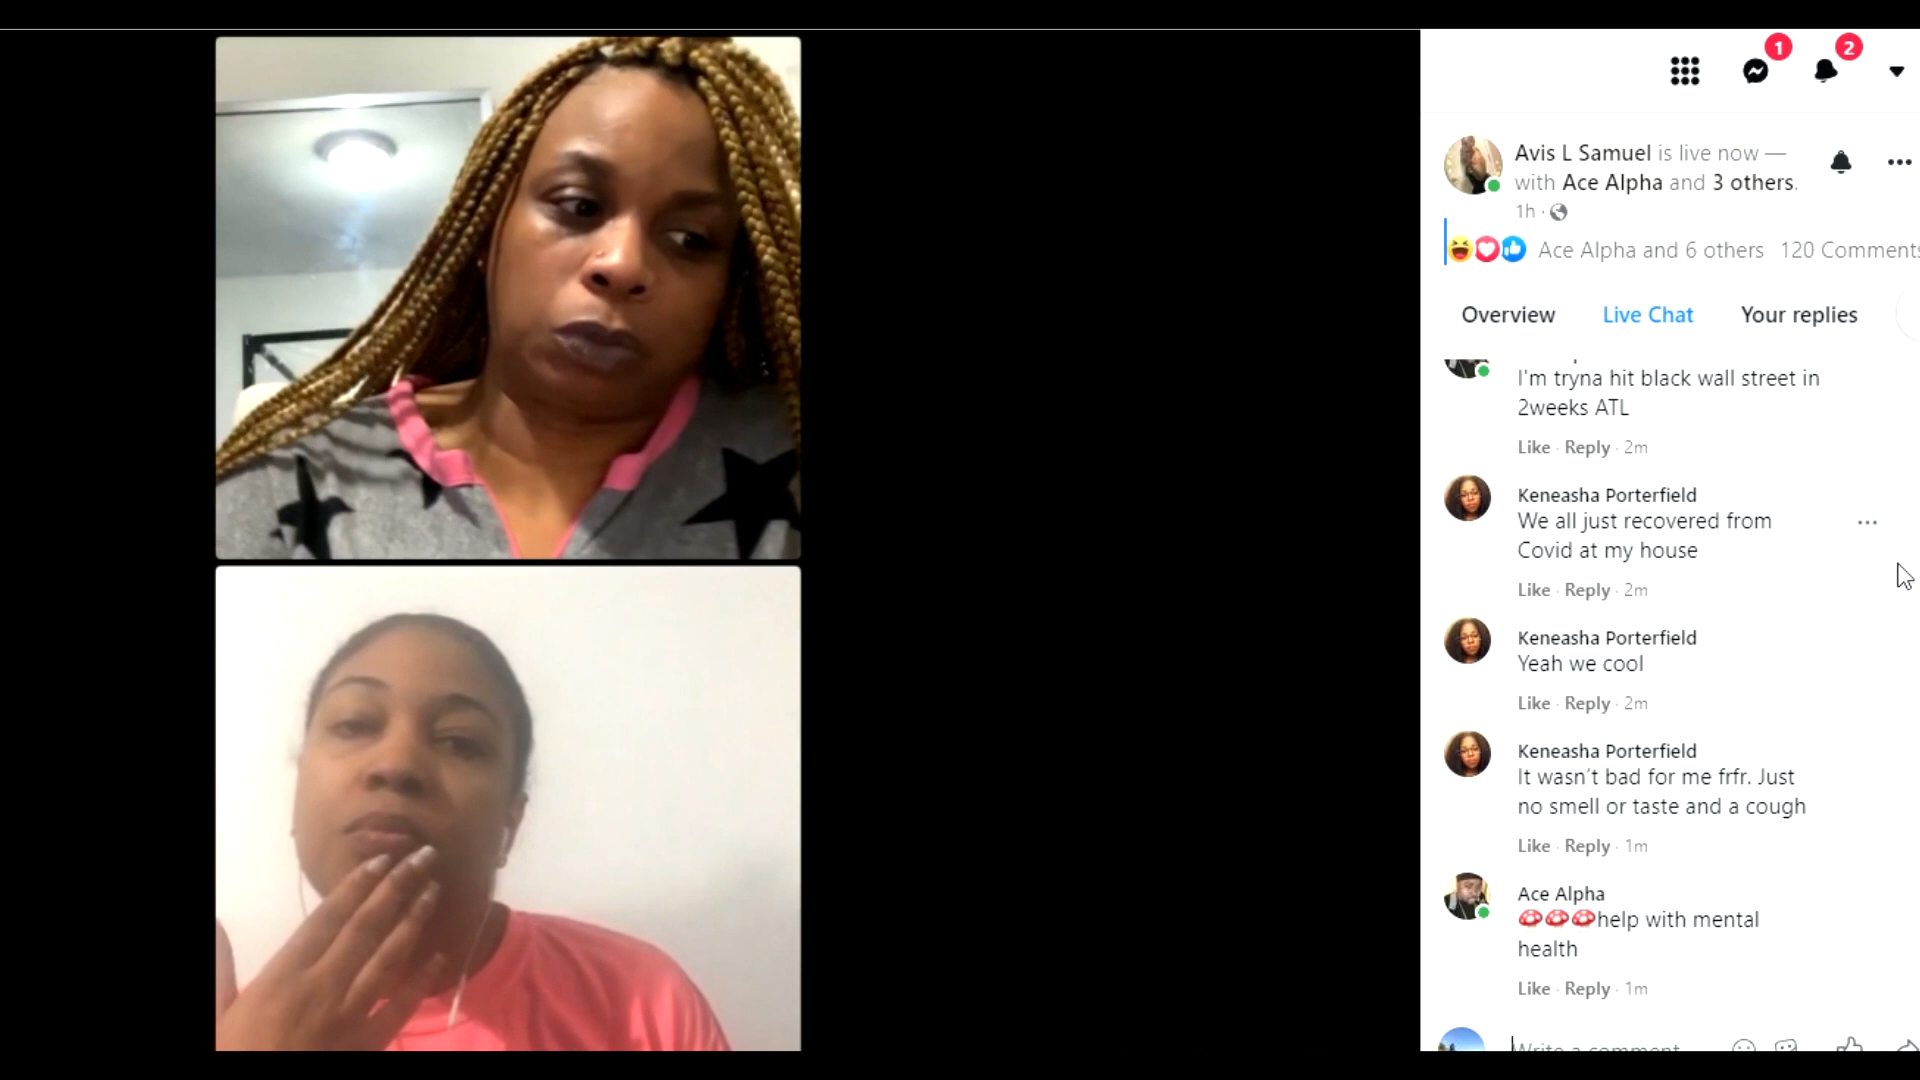 1
2
Avis L Samuel is live now —
with Ace Alpha and 3 others.
1h ·
Ace Alpha and 6 others 120 Comments
Overview Live Chat Your replies
I'm tryna hit black wall street in
2weeks ATL
Like · Reply · 2m
Keneasha Porterfield
We all just recovered from
Covid at my house
Like · Reply · 2m
Keneasha Porterfield
Yeah we cool
Like · Reply · 2m
Keneasha Porterfield
It wasn't bad for me frfr. Just
no smell or taste and a cough
Like · Reply · 1m
Ace Alpha
🍄🍄🍄help with mental
health
Like · Reply · 1m
Write a comment